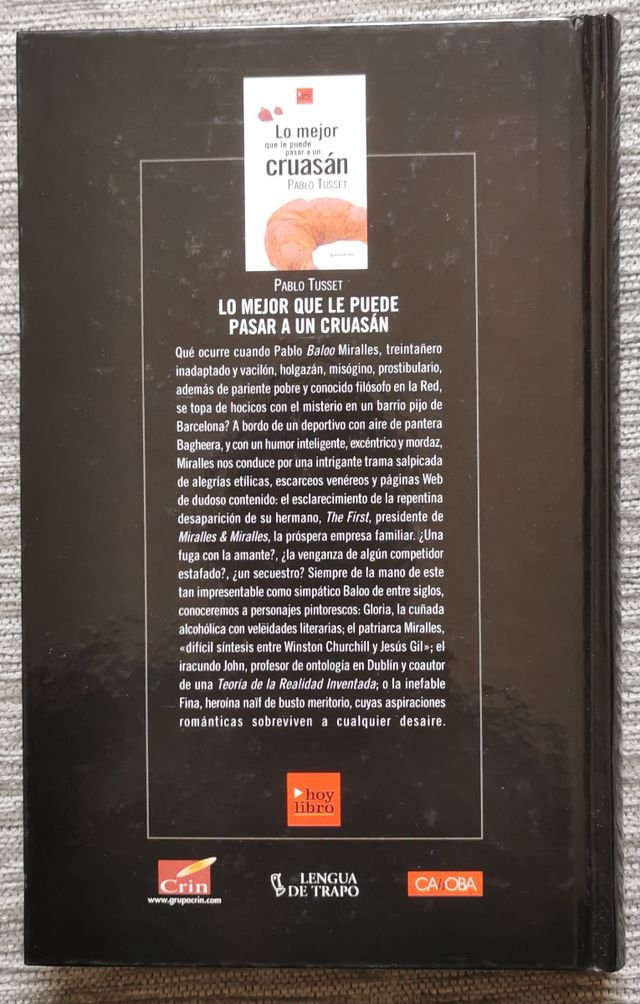 Lo mejor
que le puede
pasar a un
cruasán
PABLO TUSSET
PABLO TUSSET
LO MEJOR QUE LE PUEDE
PASAR A UN CRUASÁN
Qué ocurre cuando Pablo Baloo Miralles, treintañero
inadaptado y vacilón, holgazán, misógino, prostibulario,
además de pariente pobre y conocido filósofo en la Red,
se topa de hocicos con el misterio en un barrio pijo de
Barcelona? A bordo de un deportivo con aire de pantera
Bagheera, y con un humor inteligente, excéntrico y mordaz,
Miralles nos conduce por una intrigante trama salpicada
de alegrías etílicas, escarceos venéreos y páginas Web
de dudoso contenido: el esclarecimiento de la repentina
desaparición de su hermano, The First, presidente de
Miralles & Miralles, la próspera empresa familiar. ¿Una
fuga con la amante?, ¿la venganza de algún competidor
estafado?, ¿un secuestro? Siempre de la mano de este
tan impresentable como simpático Baloo de entre siglos,
conoceremos a personajes pintorescos: Gloria, la cuñada
alcohólica con veleidades literarias; el patriarca Miralles,
«difícil síntesis entre Winston Churchill y Jesús Gil»; el
iracundo John, profesor de ontología en Dublín y coautor
de una Teoría de la Realidad Inventada; o la inefable
Fina, heroína naïf de busto meritorio, cuyas aspiraciones
románticas sobreviven a cualquier desaire.
hoy
libro
Crin
www.grupocrin.com
LENGUA
DE TRAPO